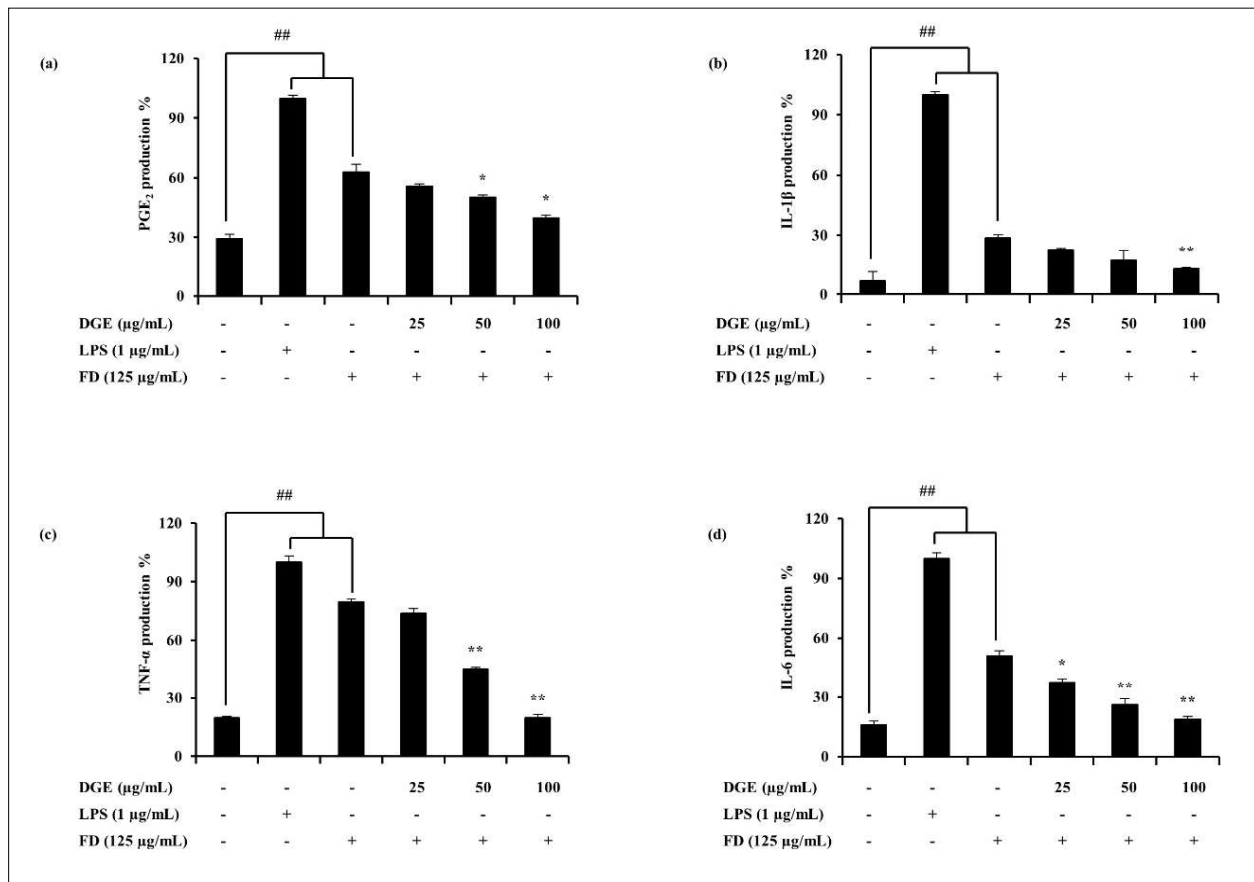 (a)
##
PGE₂ production %
120
90
60
30
0
*
*
DGE (µg/mL) - - - 25 50 100
LPS (1 µg/mL) - + - - - -
FD (125 µg/mL) - - + + + +
(b)
##
IL-1β production %
120
90
60
30
0
**
DGE (µg/mL) - - - 25 50 100
LPS (1 µg/mL) - + - - - -
FD (125 µg/mL) - - + + + +
(c)
##
TNF-α production %
120
90
60
30
0
**
**
DGE (µg/mL) - - - 25 50 100
LPS (1 µg/mL) - + - - - -
FD (125 µg/mL) - - + + + +
(d)
##
IL-6 production %
120
90
60
30
0
*
**
**
DGE (µg/mL) - - - 25 50 100
LPS (1 µg/mL) - + - - - -
FD (125 µg/mL) - - + + + +